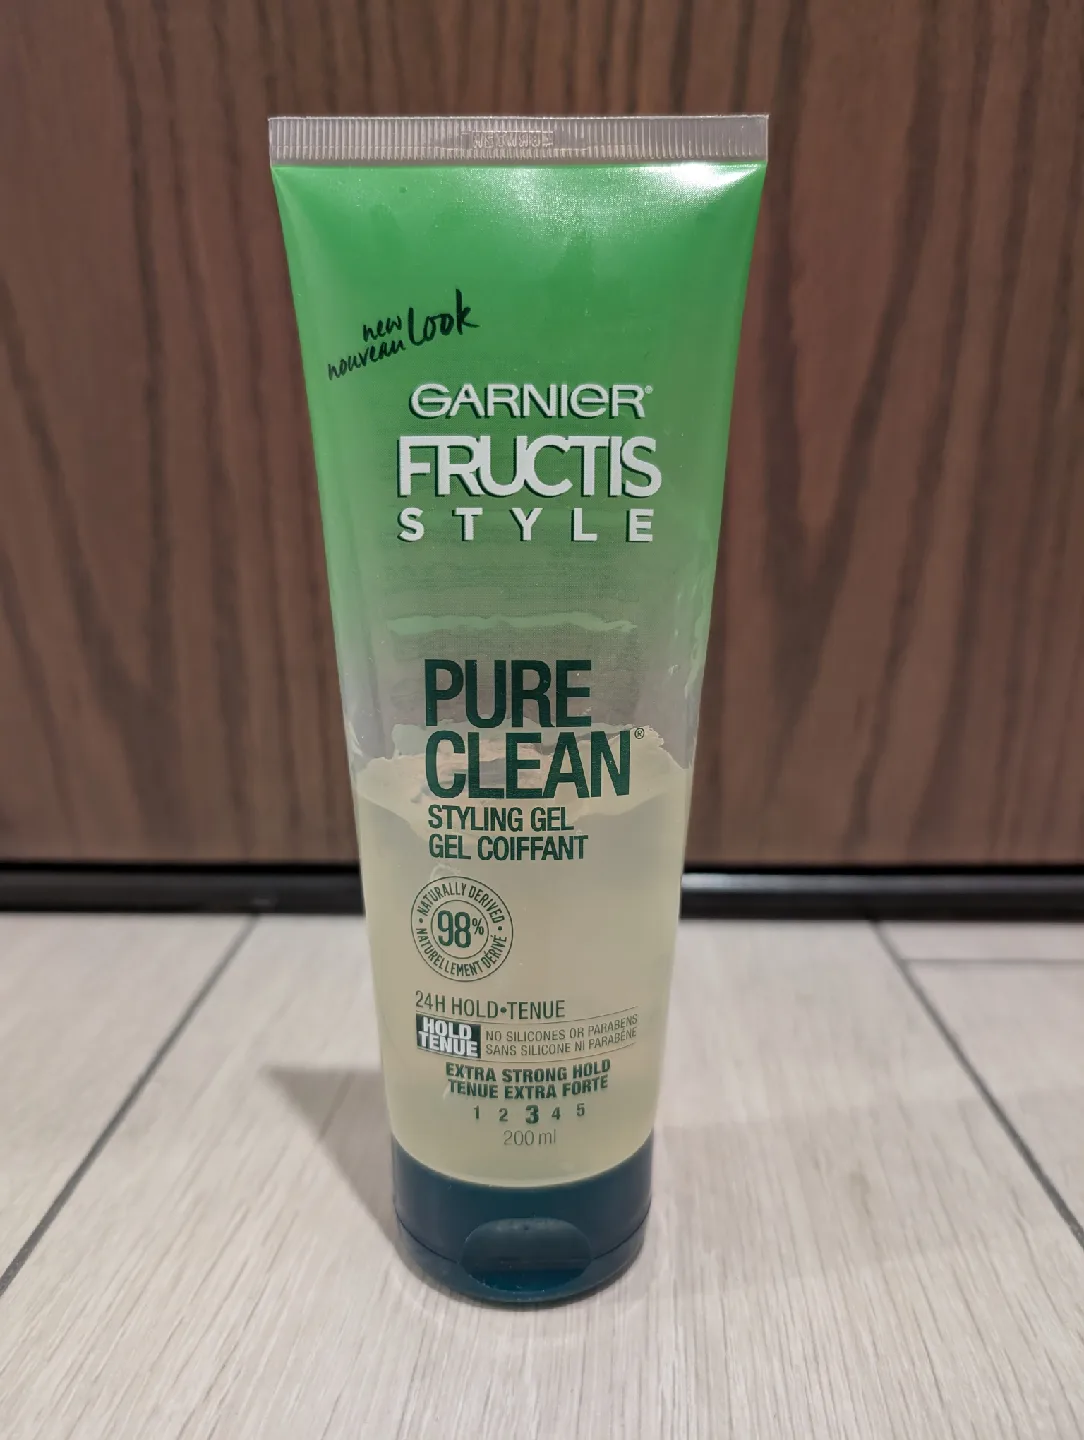 new Look
nouveau
GARNIER®
FRUCTIS
STYLE
PURE
CLEAN®
STYLING GEL
GEL COIFFANT
• NATURALLY DERIVED •
98%
NATURELLEMENT DÉRIVÉ
24H HOLD•TENUE
HOLD
TENUE
NO SILICONES OR PARABENS
SANS SILICONE NI PARABÈNE
EXTRA STRONG HOLD
TENUE EXTRA FORTE
1 2 3 4 5
200 ml